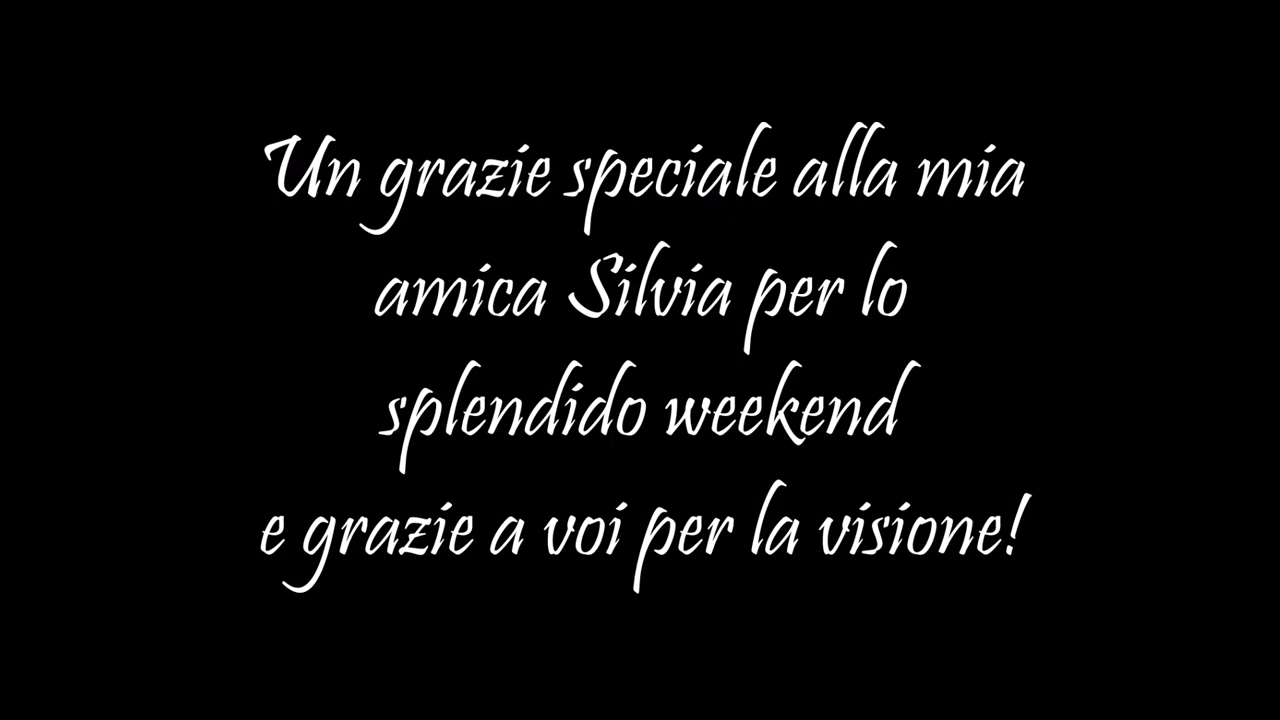 Un grazie speciale alla mia
amica Silvia per lo
splendido weekend
e grazie a voi per la visione!